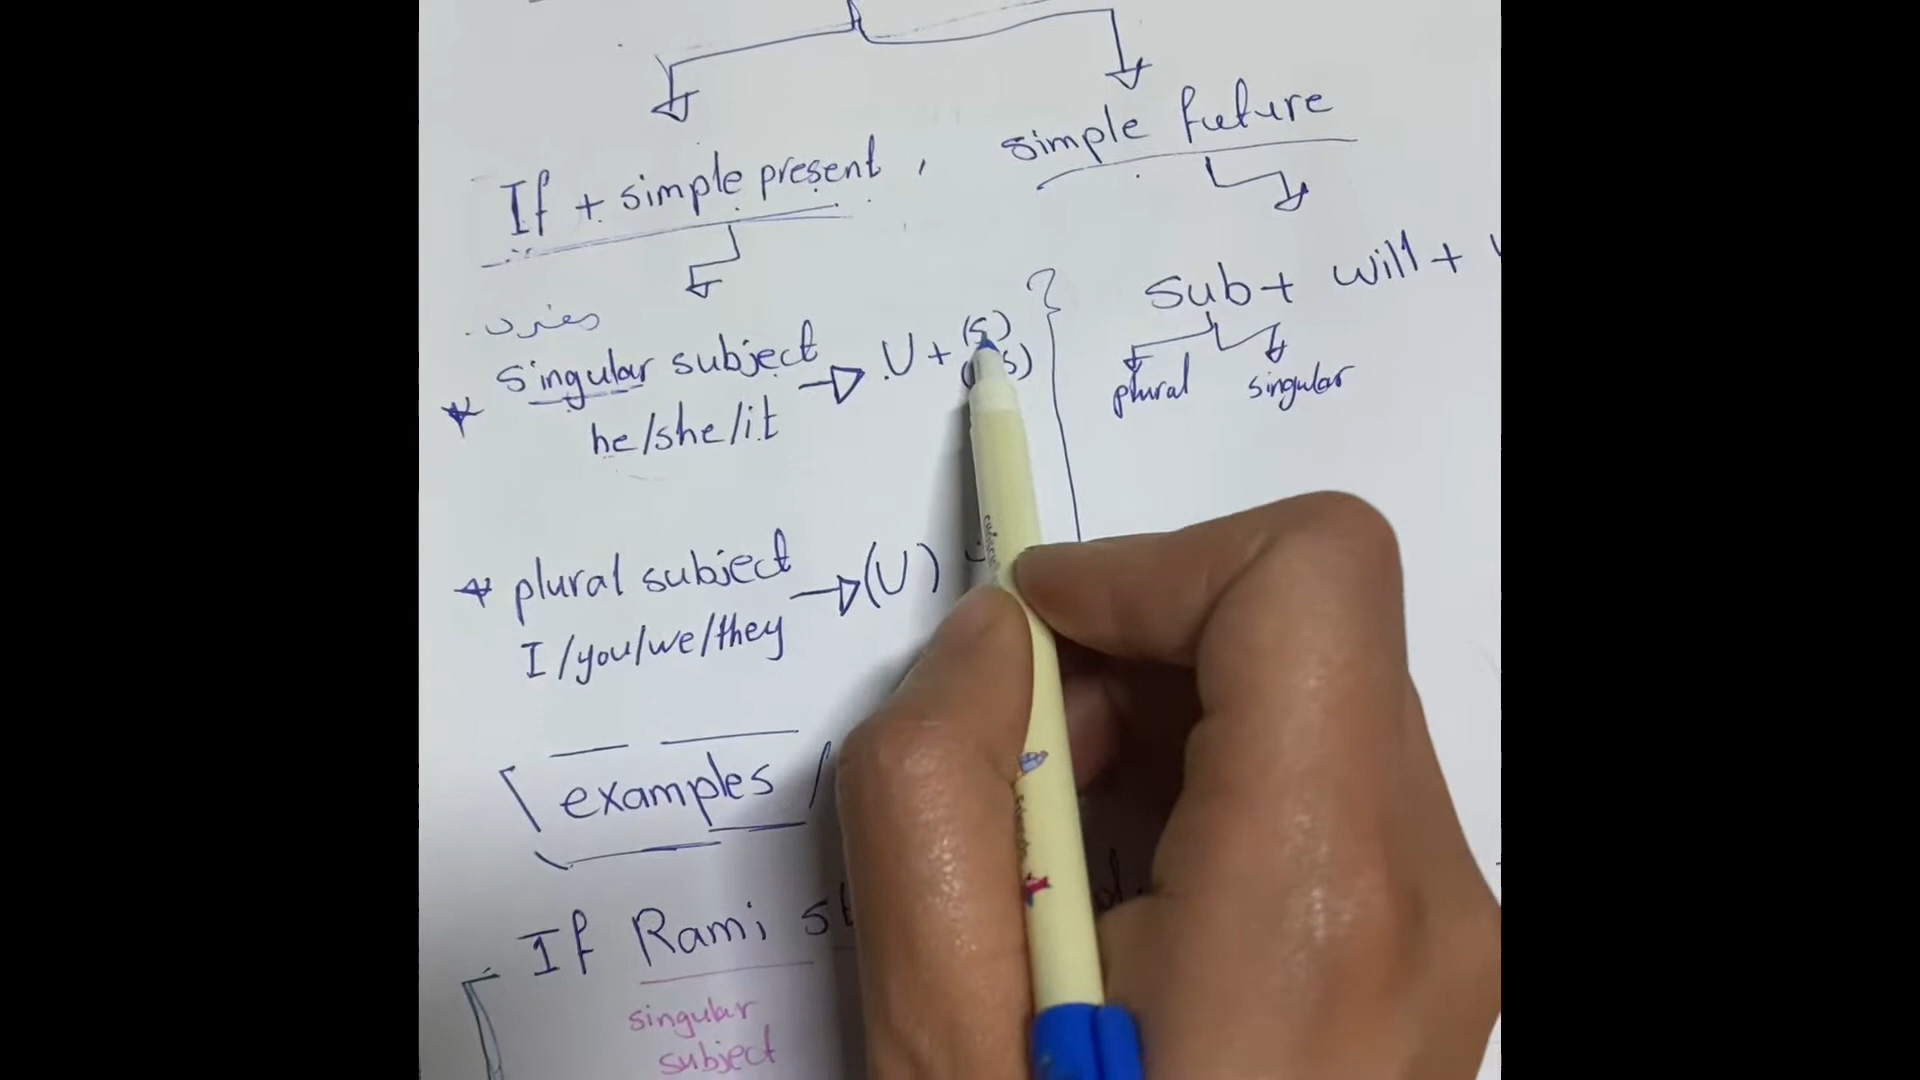 If + simple present , simple future
مفرد
singular subject → V + (s)
he/she/it
sub + will +
plural singular
plural subject → (V)
I/you/we/they
examples
If Rami
singular
subject